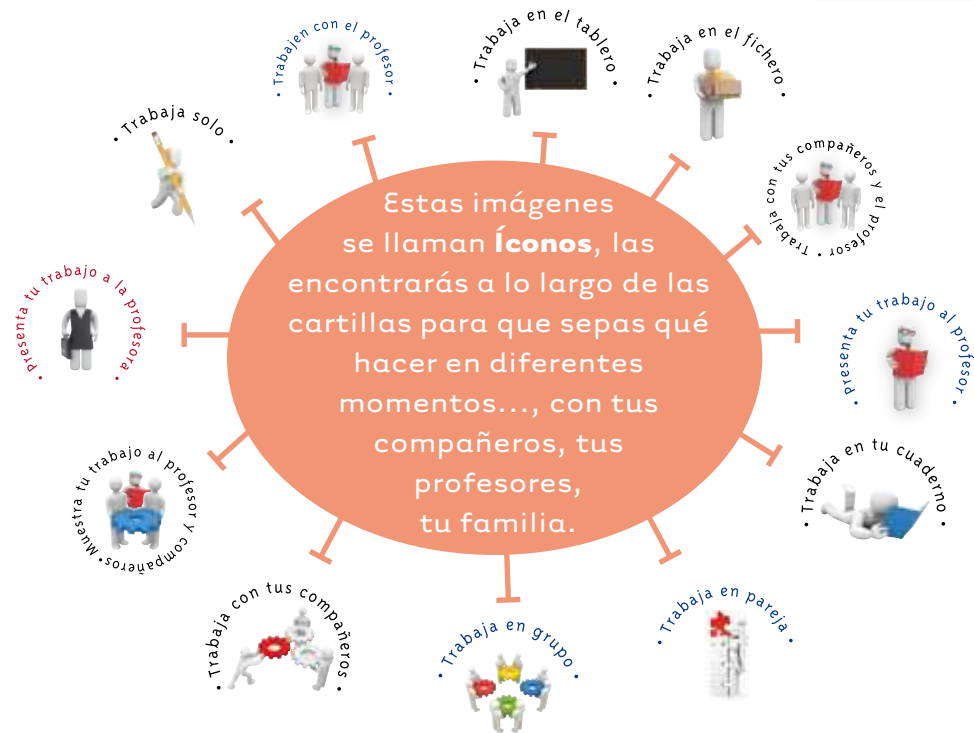 • Trabajen con el profesor •
• Trabaja en el tablero •
• Trabaja en el fichero •
• Trabaja solo •
• Trabaja con tus compañeros y el profesor
• Presenta tu trabajo a la profesora •
• Presenta tu trabajo al profesor •
Estas imágenes
se llaman Íconos, las
encontrarás a lo largo de las
cartillas para que sepas qué
hacer en diferentes
momentos..., con tus
compañeros, tus
profesores,
tu familia.
• Muestra tu trabajo al profesor y compañeros
• Trabaja en tu cuaderno •
• Trabaja con tus compañeros •
• Trabaja en grupo •
• Trabaja en pareja •